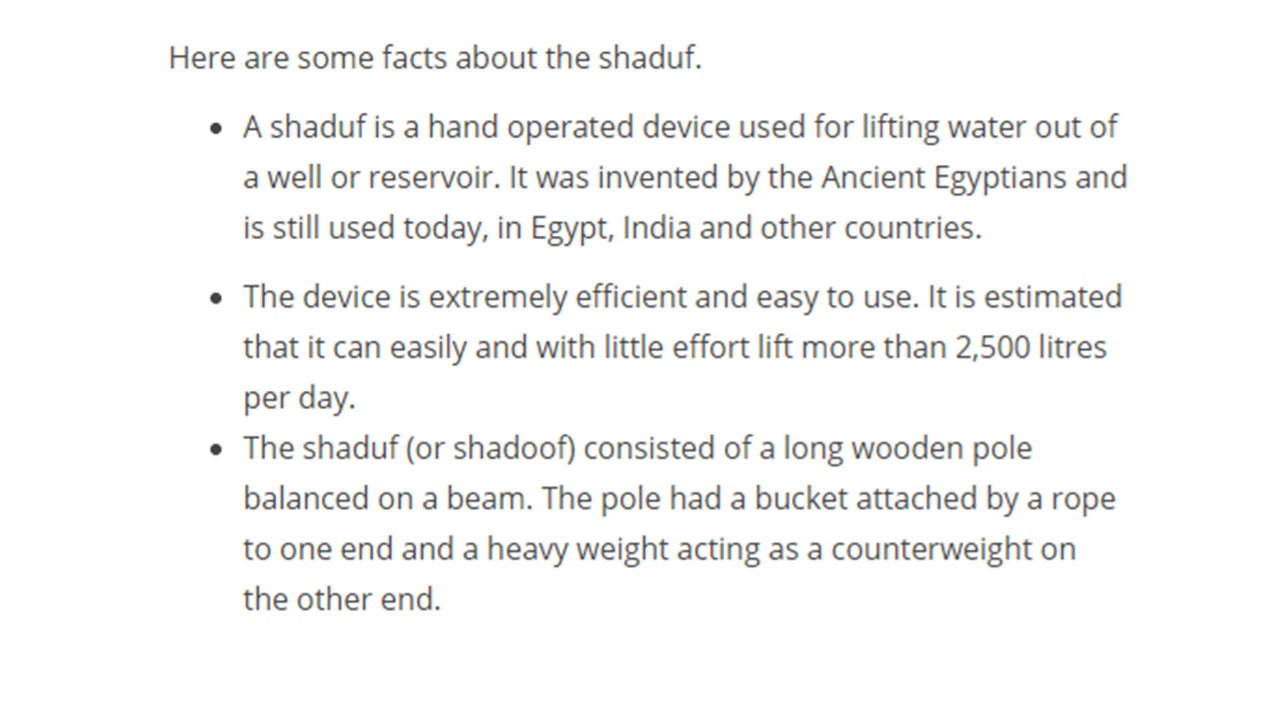 Here are some facts about the shaduf.
• A shaduf is a hand operated device used for lifting water out of
a well or reservoir. It was invented by the Ancient Egyptians and
is still used today, in Egypt, India and other countries.
• The device is extremely efficient and easy to use. It is estimated
that it can easily and with little effort lift more than 2,500 litres
per day.
• The shaduf (or shadoof) consisted of a long wooden pole
balanced on a beam. The pole had a bucket attached by a rope
to one end and a heavy weight acting as a counterweight on
the other end.